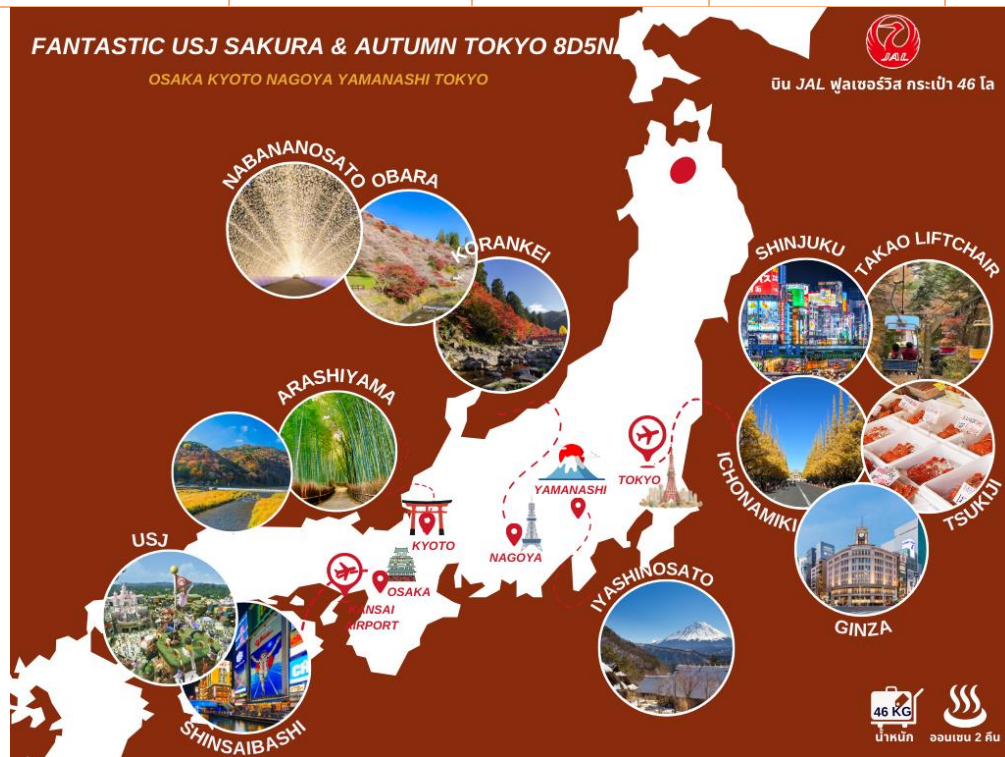 FANTASTIC USJ SAKURA & AUTUMN TOKYO 8D5N
OSAKA KYOTO NAGOYA YAMANASHI TOKYO
JAL
บิน JAL ฟูลเซอร์วิส กระเป๋า 46 โล
NABANANOSATO
OBARA
KORANKEI
SHINJUKU
TAKAO LIFTCHAIR
ARASHIYAMA
ICHONAMIKI
TSUKIJI
GINZA
YAMANASHI
TOKYO
KYOTO
NAGOYA
USJ
OSAKA
KANSAI
AIRPORT
IYASHINOSATO
SHINSAIBASHI
46 KG
น้ำหนัก
ออนเซน 2 คืน